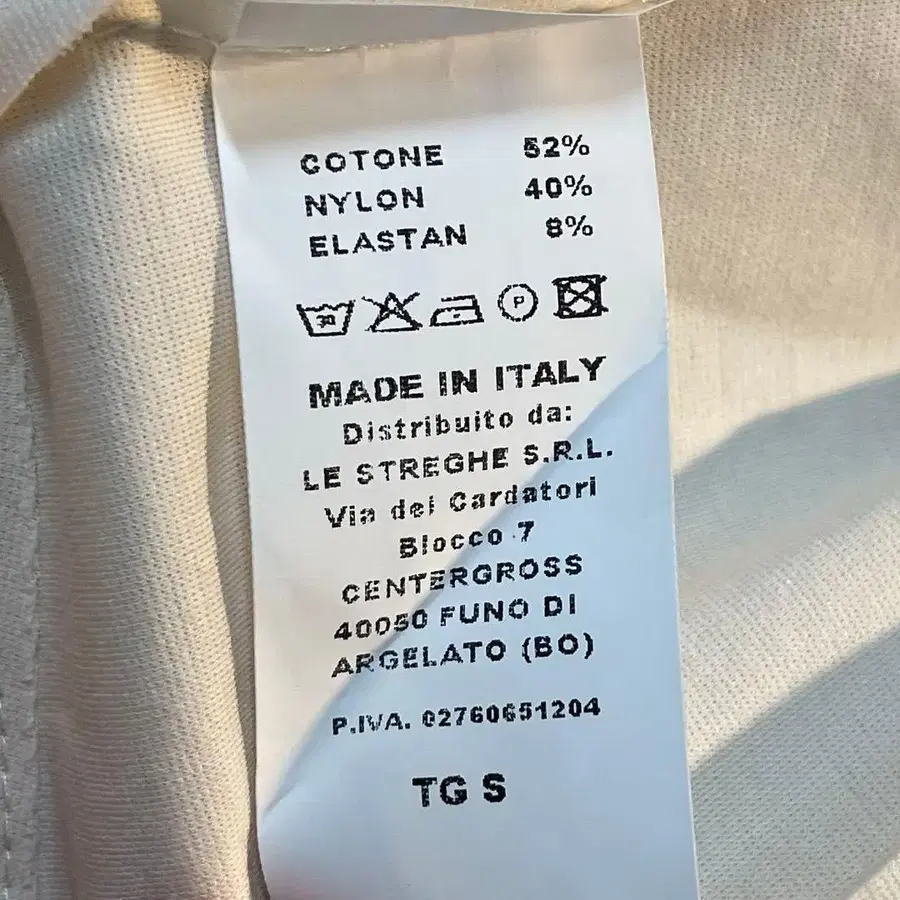 COTONE 52%
NYLON 40%
ELASTAN 8%
30 P
MADE IN ITALY
Distribuito da:
LE STREGHE S.R.L.
Via dei Cardatori
Blocco 7
CENTERGROSS
40050 FUNO DI
ARGELATO (BO)
P.IVA. 02760651204
TG S